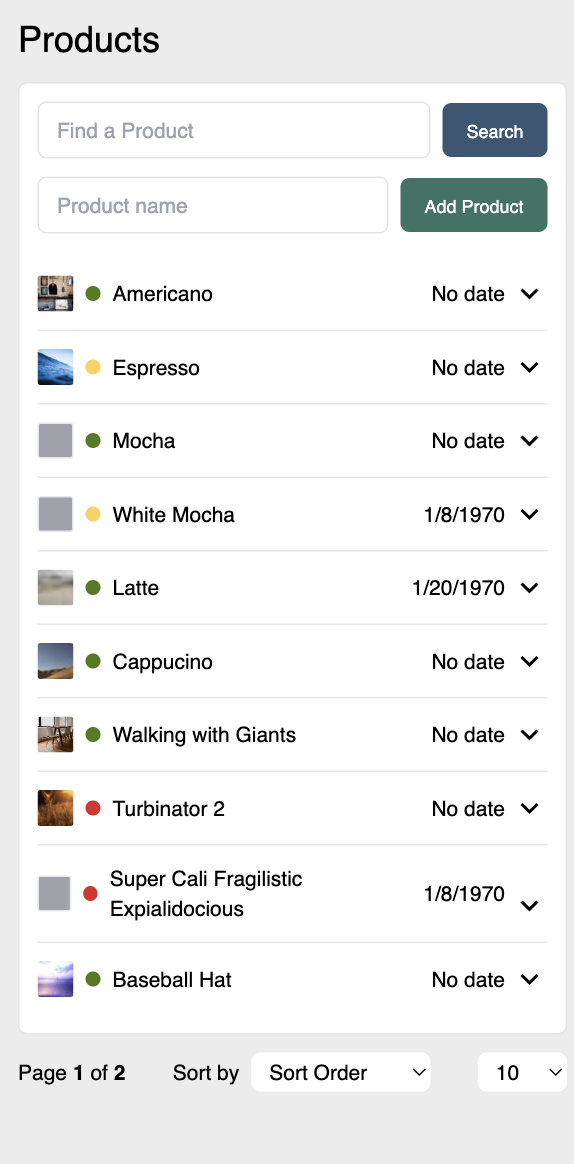 Products
Find a Product Search
Product name Add Product
Americano No date
Espresso No date
Mocha No date
White Mocha 1/8/1970
Latte 1/20/1970
Cappucino No date
Walking with Giants No date
Turbinator 2 No date
Super Cali Fragilistic
Expialidocious 1/8/1970
Baseball Hat No date
Page 1 of 2 Sort by Sort Order 10